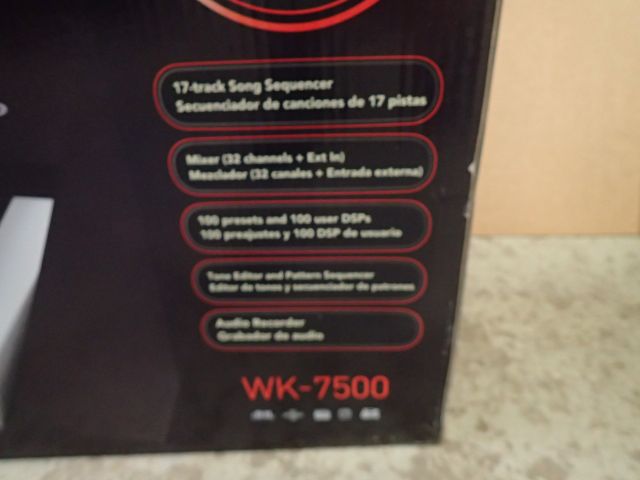 17-track Song Sequencer
Secuenciador de canciones de 17 pistas
Mixer (32 channels + Ext In)
Mezclador (32 canales + Entrada externa)
100 presets and 100 user DSPs
100 preajustes y 100 DSP de usuario
Tone Editor and Pattern Sequencer
Editor de tonos y secuenciador de patrones
Audio Recorder
Grabador de audio
WK-7500